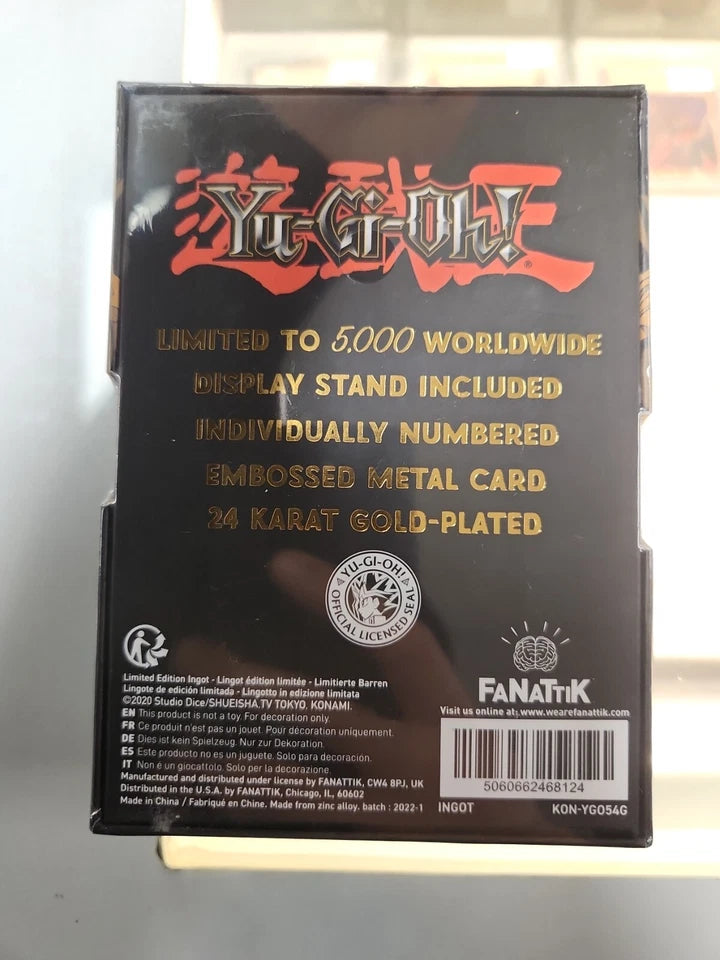 遊戯王
Yu-Gi-Oh!
®
LIMITED TO 5,000 WORLDWIDE
DISPLAY STAND INCLUDED
INDIVIDUALLY NUMBERED
EMBOSSED METAL CARD
24 KARAT GOLD-PLATED
YU-GI-OH!
OFFICIAL LICENSED SEAL
Limited Edition Ingot - Lingot édition limitée - Limitierte Barren
Lingote de edición limitada - Lingotto in edizione limitata
©2020 Studio Dice/SHUEISHA.TV TOKYO. KONAMI.
EN This product is not a toy. For decoration only.
FR Ce produit n'est pas un jouet. Pour décoration uniquement.
DE Dies ist kein Spielzeug. Nur zur Dekoration.
ES Este producto no es un juguete. Solo para decoración.
IT Non é un giocattolo. Solo per la decorazione.
Manufactured and distributed under license by FANATTIK, CW4 8PJ, UK
Distributed in the U.S.A. by FANATTIK, Chicago, IL, 60602
Made in China / Fabriqué en Chine. Made from zinc alloy. batch : 2022-1
FANATTIK
Visit us online at: www.wearefanattik.com
5060662468124
INGOT KON-YGO54G